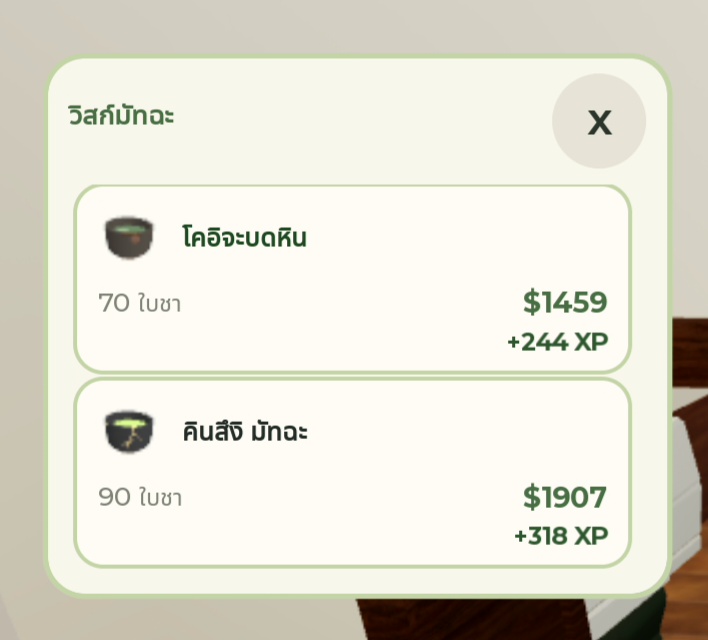 วิสก์มัทฉะ
X
โคอิจะบดหิน
70 ใบชา
$1459
+244 XP
คินสึงิ มัทฉะ
90 ใบชา
$1907
+318 XP